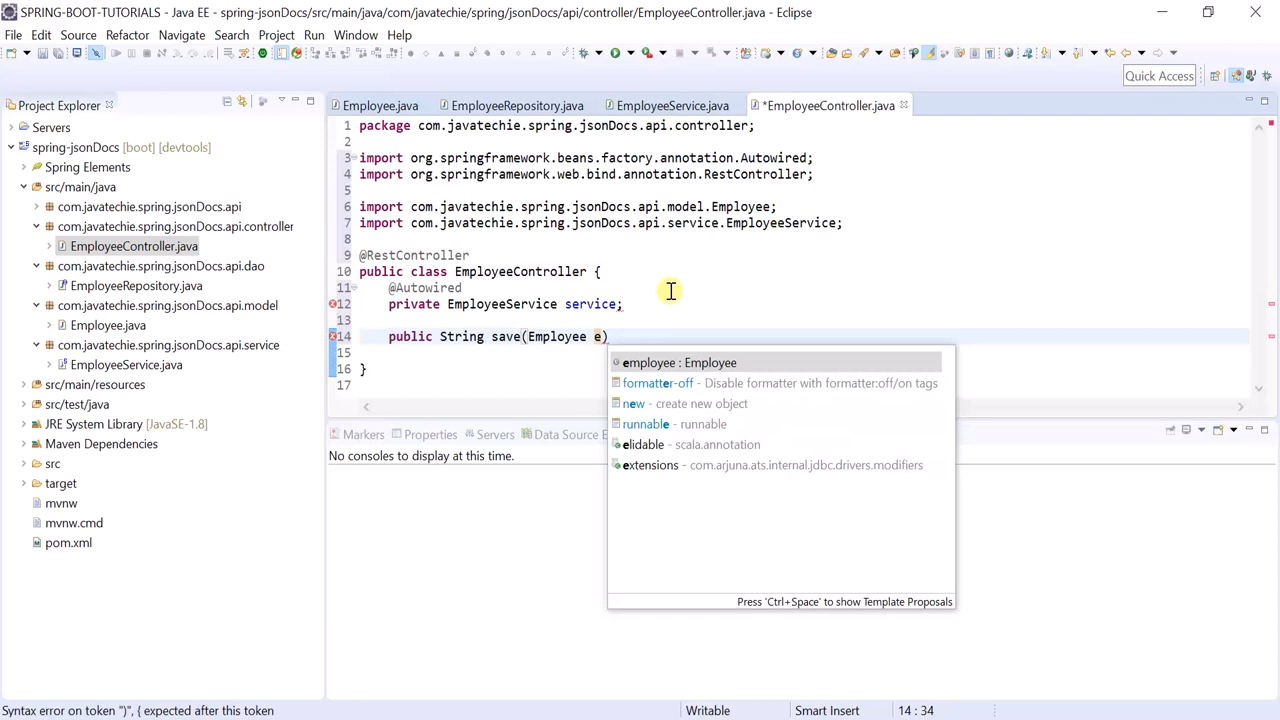 SPRING-BOOT-TUTORIALS - Java EE - spring-jsonDocs/src/main/java/com/javatechie/spring/jsonDocs/api/controller/EmployeeController.java - Eclipse
File Edit Source Refactor Navigate Search Project Run Window Help
Quick Access
Project Explorer
Servers
spring-jsonDocs [boot] [devtools]
Spring Elements
src/main/java
com.javatechie.spring.jsonDocs.api
com.javatechie.spring.jsonDocs.api.controller
EmployeeController.java
com.javatechie.spring.jsonDocs.api.dao
EmployeeRepository.java
com.javatechie.spring.jsonDocs.api.model
Employee.java
com.javatechie.spring.jsonDocs.api.service
EmployeeService.java
src/main/resources
src/test/java
JRE System Library [JavaSE-1.8]
Maven Dependencies
src
target
mvnw
mvnw.cmd
pom.xml
Employee.java EmployeeRepository.java EmployeeService.java *EmployeeController.java
1 package com.javatechie.spring.jsonDocs.api.controller;
2
3 import org.springframework.beans.factory.annotation.Autowired;
4 import org.springframework.web.bind.annotation.RestController;
5
6 import com.javatechie.spring.jsonDocs.api.model.Employee;
7 import com.javatechie.spring.jsonDocs.api.service.EmployeeService;
8
9 @RestController
10 public class EmployeeController {
11 @Autowired
12 private EmployeeService service;
13
14 public String save(Employee e)
15
16 }
17
employee : Employee
formatter-off - Disable formatter with formatter:off/on tags
new - create new object
runnable - runnable
elidable - scala.annotation
extensions - com.arjuna.ats.internal.jdbc.drivers.modifiers
Press 'Ctrl+Space' to show Template Proposals
Markers Properties Servers Data Source E
No consoles to display at this time.
Syntax error on token ")", { expected after this token
Writable
Smart Insert
14 : 34